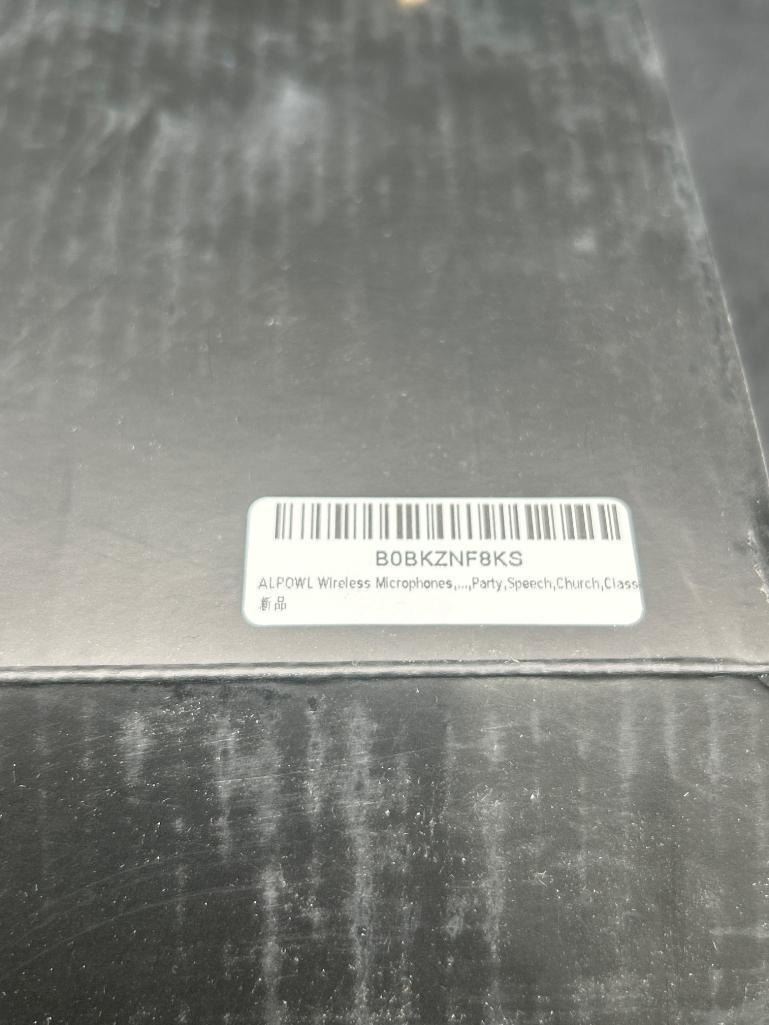 B0BKZNF8KS
ALPOWL Wireless Microphones,...,Party,Speech,Church,Class
新品